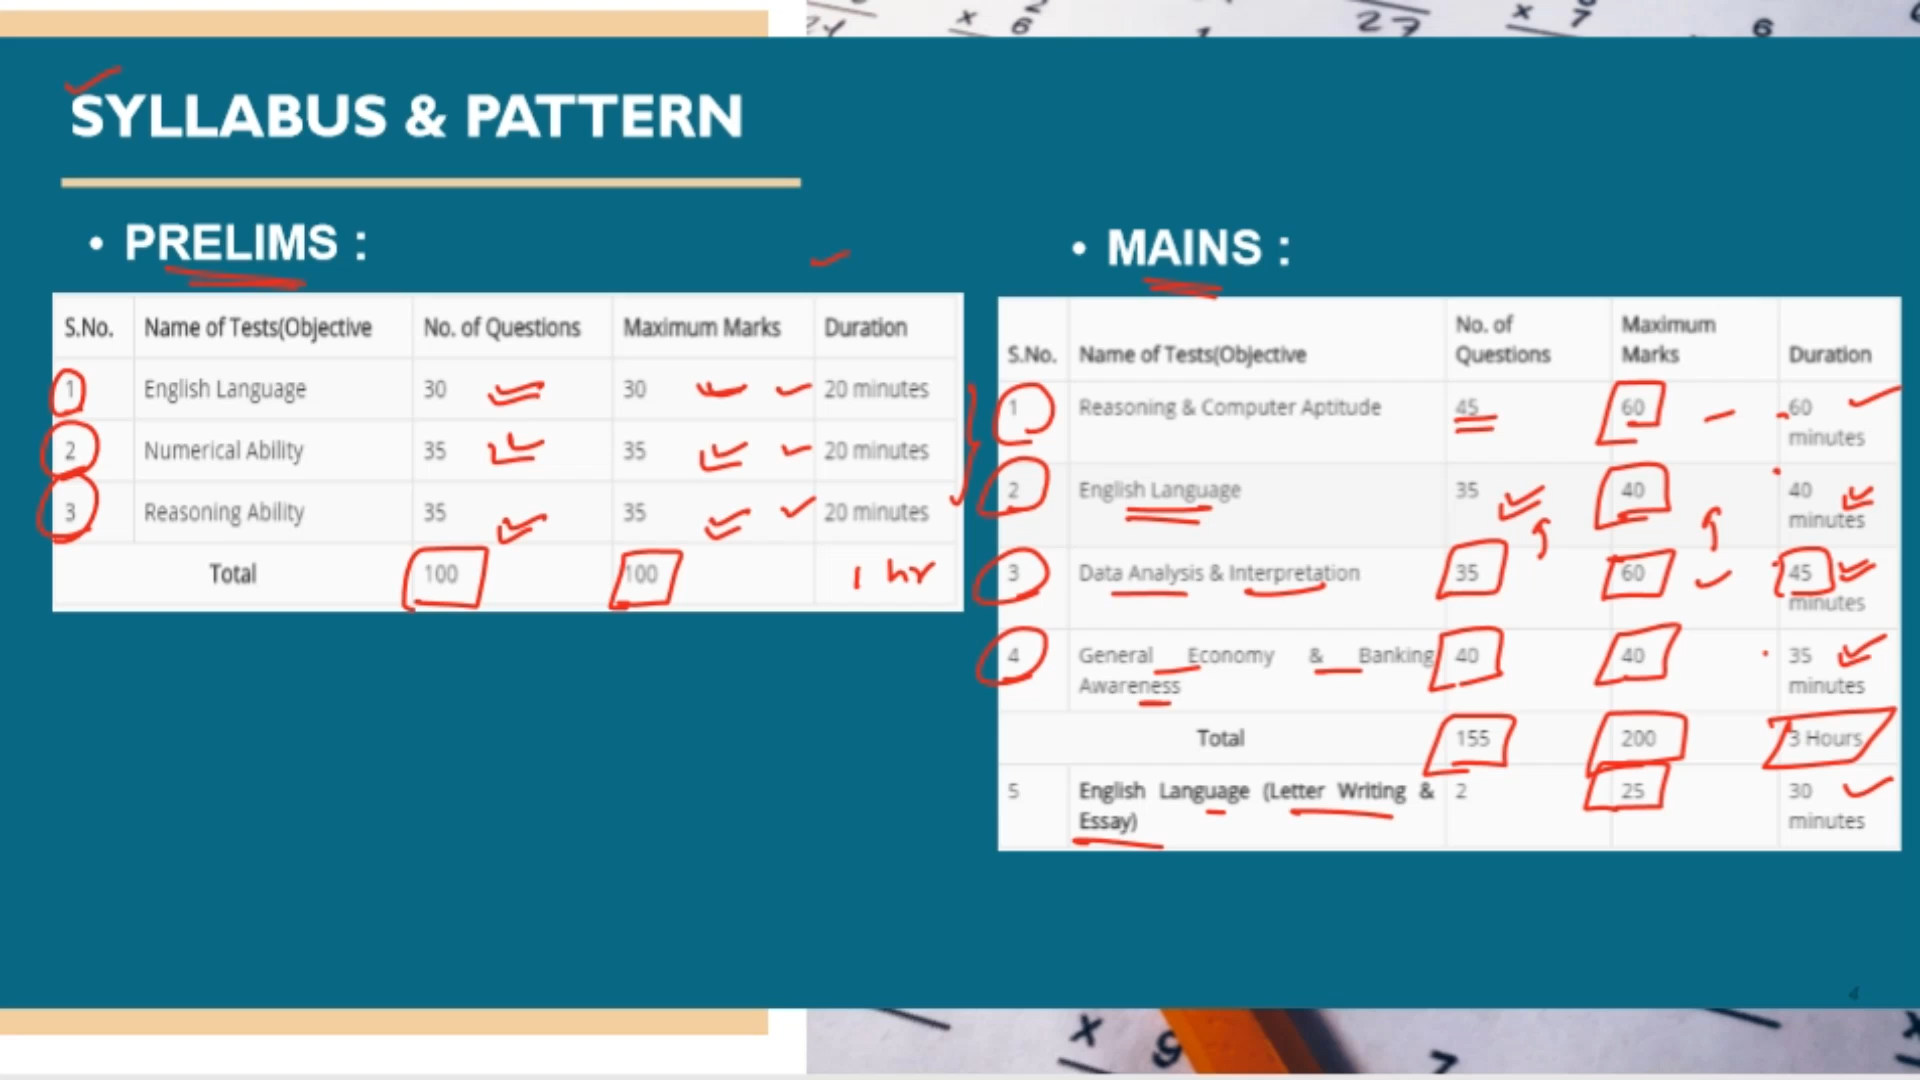 SYLLABUS & PATTERN
• PRELIMS :
S.No. Name of Tests(Objective No. of Questions Maximum Marks Duration
1 English Language 30 30 20 minutes
2 Numerical Ability 35 35 20 minutes
3 Reasoning Ability 35 35 20 minutes
Total 100 100 1 hr
• MAINS :
S.No. Name of Tests(Objective No. of Questions Maximum Marks Duration
1 Reasoning & Computer Aptitude 45 60 60 minutes
2 English Language 35 40 40 minutes
3 Data Analysis & Interpretation 35 60 45 minutes
4 General Economy & Banking 40 40 35 minutes
Awareness
Total 155 200 3 Hours
5 English Language (Letter Writing & 2 25 30 minutes
Essay)
4